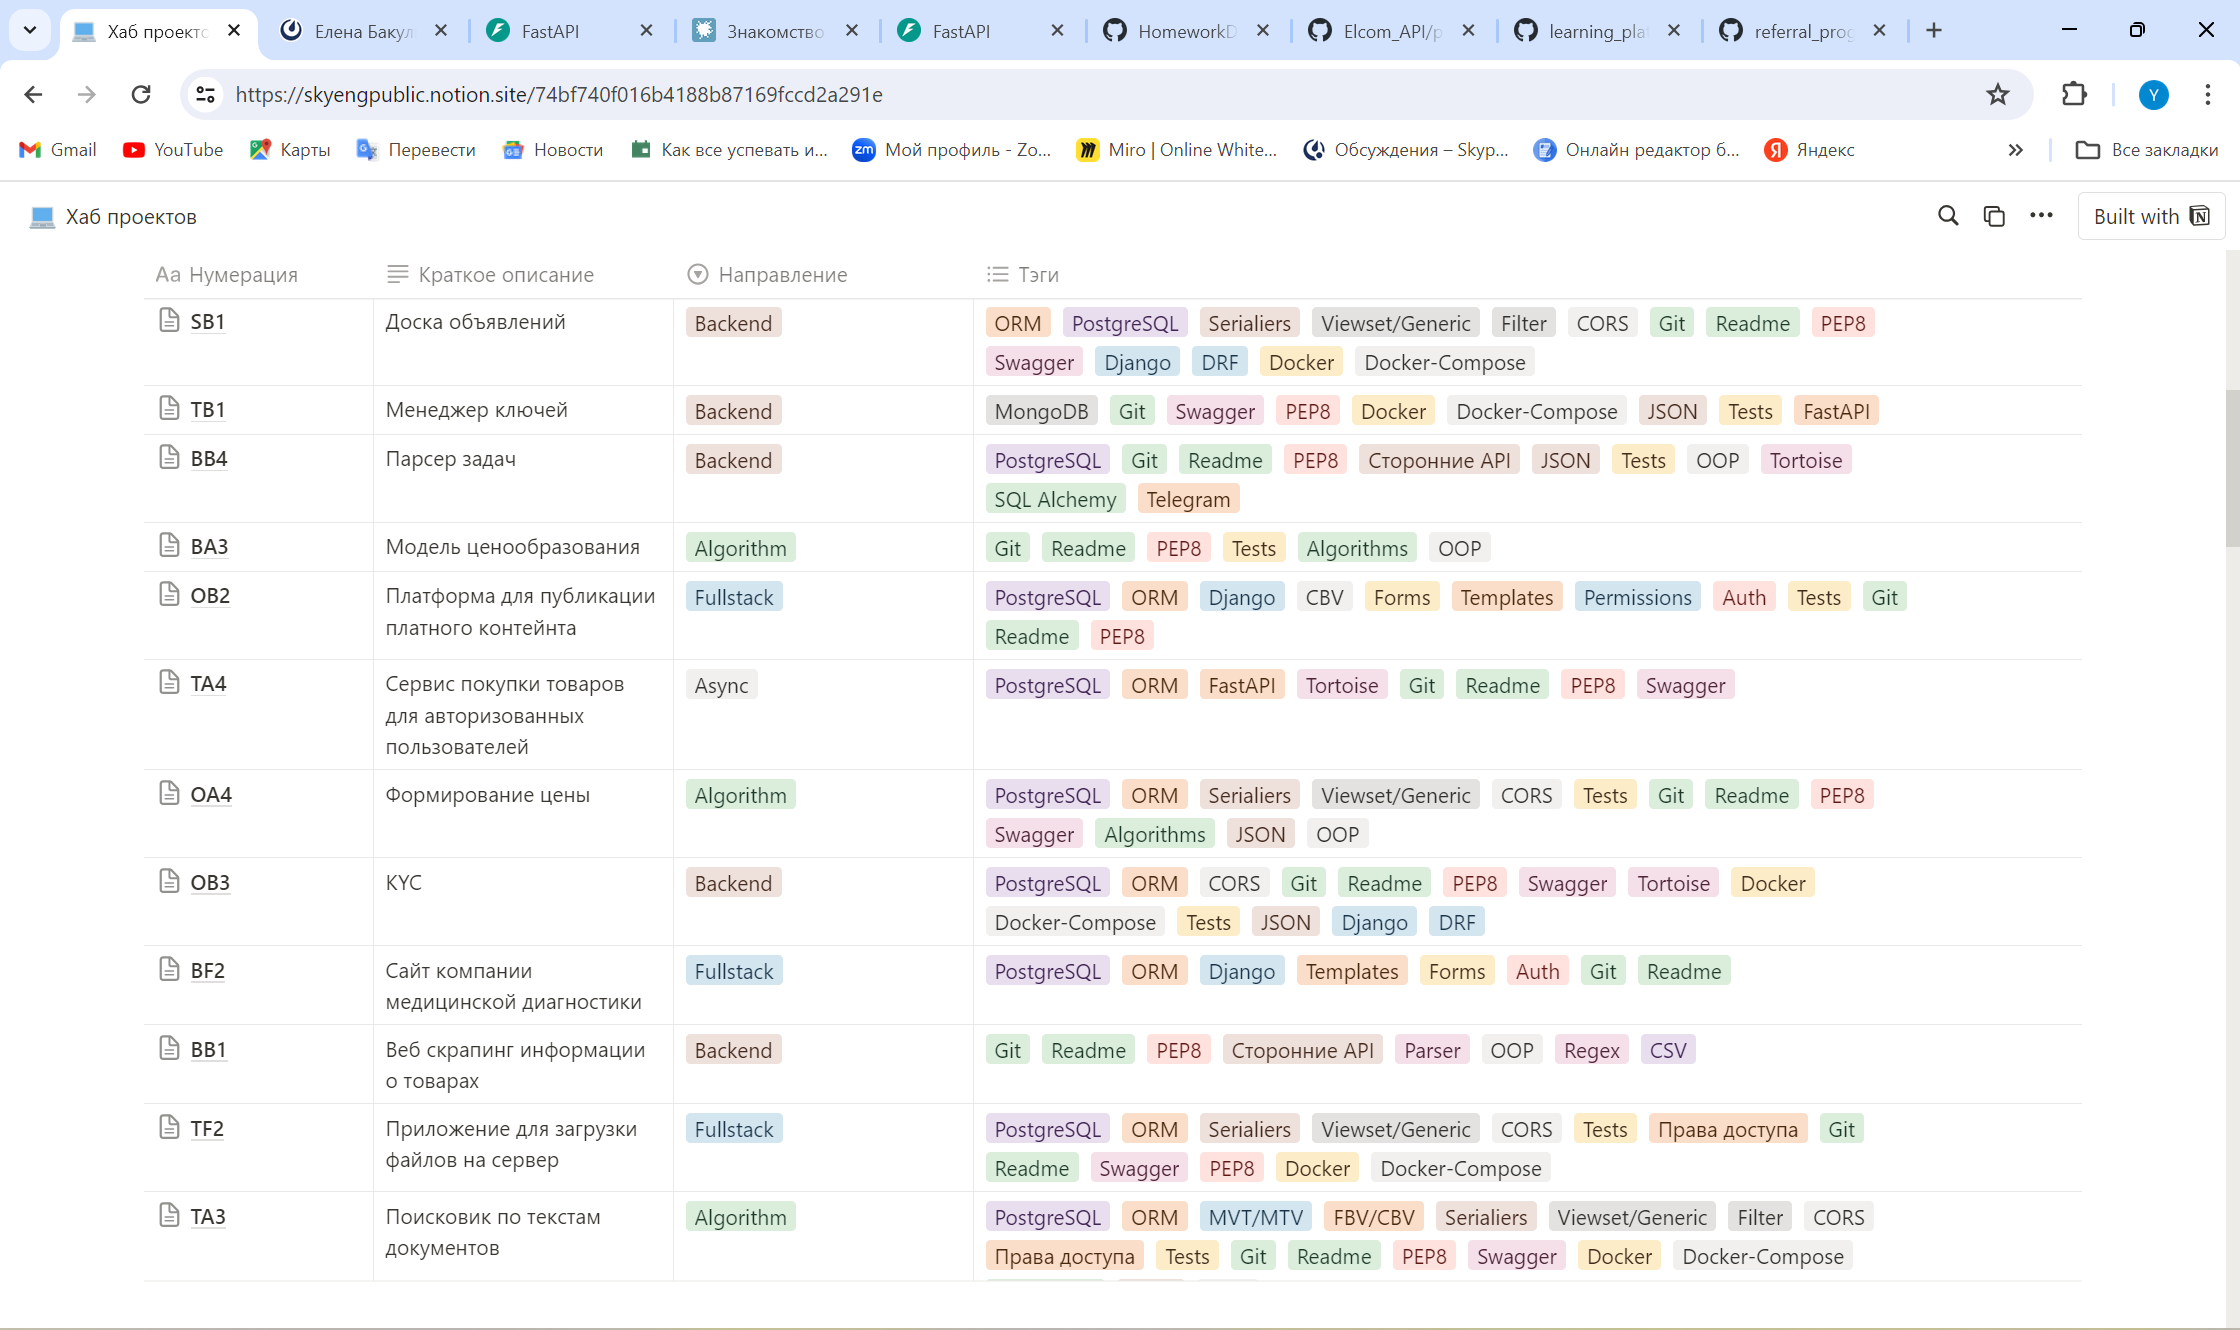 Хаб проекто
Елена Бакул
FastAPI
Знакомство
FastAPI
HomeworkD
Elcom_API/p
learning_pla
referral_prog
https://skyengpublic.notion.site/74bf740f016b4188b87169fccd2a291e
Y
Gmail
YouTube
Карты
Перевести
Новости
Как все успевать и...
Мой профиль - Zo...
Miro | Online White...
Обсуждения – Skyp...
Онлайн редактор б...
Яндекс
Все закладки
Хаб проектов
Built with
Aa Нумерация Краткое описание Направление Тэги
SB1 Доска объявлений Backend ORM PostgreSQL Serialiers Viewset/Generic Filter CORS Git Readme PEP8
Swagger Django DRF Docker Docker-Compose
TB1 Менеджер ключей Backend MongoDB Git Swagger PEP8 Docker Docker-Compose JSON Tests FastAPI
BB4 Парсер задач Backend PostgreSQL Git Readme PEP8 Сторонние API JSON Tests OOP Tortoise
SQL Alchemy Telegram
BA3 Модель ценообразования Algorithm Git Readme PEP8 Tests Algorithms OOP
OB2 Платформа для публикации Fullstack PostgreSQL ORM Django CBV Forms Templates Permissions Auth Tests Git
платного контейнта Readme PEP8
TA4 Сервис покупки товаров Async PostgreSQL ORM FastAPI Tortoise Git Readme PEP8 Swagger
для авторизованных
пользователей
OA4 Формирование цены Algorithm PostgreSQL ORM Serialiers Viewset/Generic CORS Tests Git Readme PEP8
Swagger Algorithms JSON OOP
OB3 KYC Backend PostgreSQL ORM CORS Git Readme PEP8 Swagger Tortoise Docker
Docker-Compose Tests JSON Django DRF
BF2 Сайт компании Fullstack PostgreSQL ORM Django Templates Forms Auth Git Readme
медицинской диагностики
BB1 Веб скрапинг информации Backend Git Readme PEP8 Сторонние API Parser OOP Regex CSV
о товарах
TF2 Приложение для загрузки Fullstack PostgreSQL ORM Serialiers Viewset/Generic CORS Tests Права доступа Git
файлов на сервер Readme Swagger PEP8 Docker Docker-Compose
TA3 Поисковик по текстам Algorithm PostgreSQL ORM MVT/MTV FBV/CBV Serialiers Viewset/Generic Filter CORS
документов Права доступа Tests Git Readme PEP8 Swagger Docker Docker-Compose